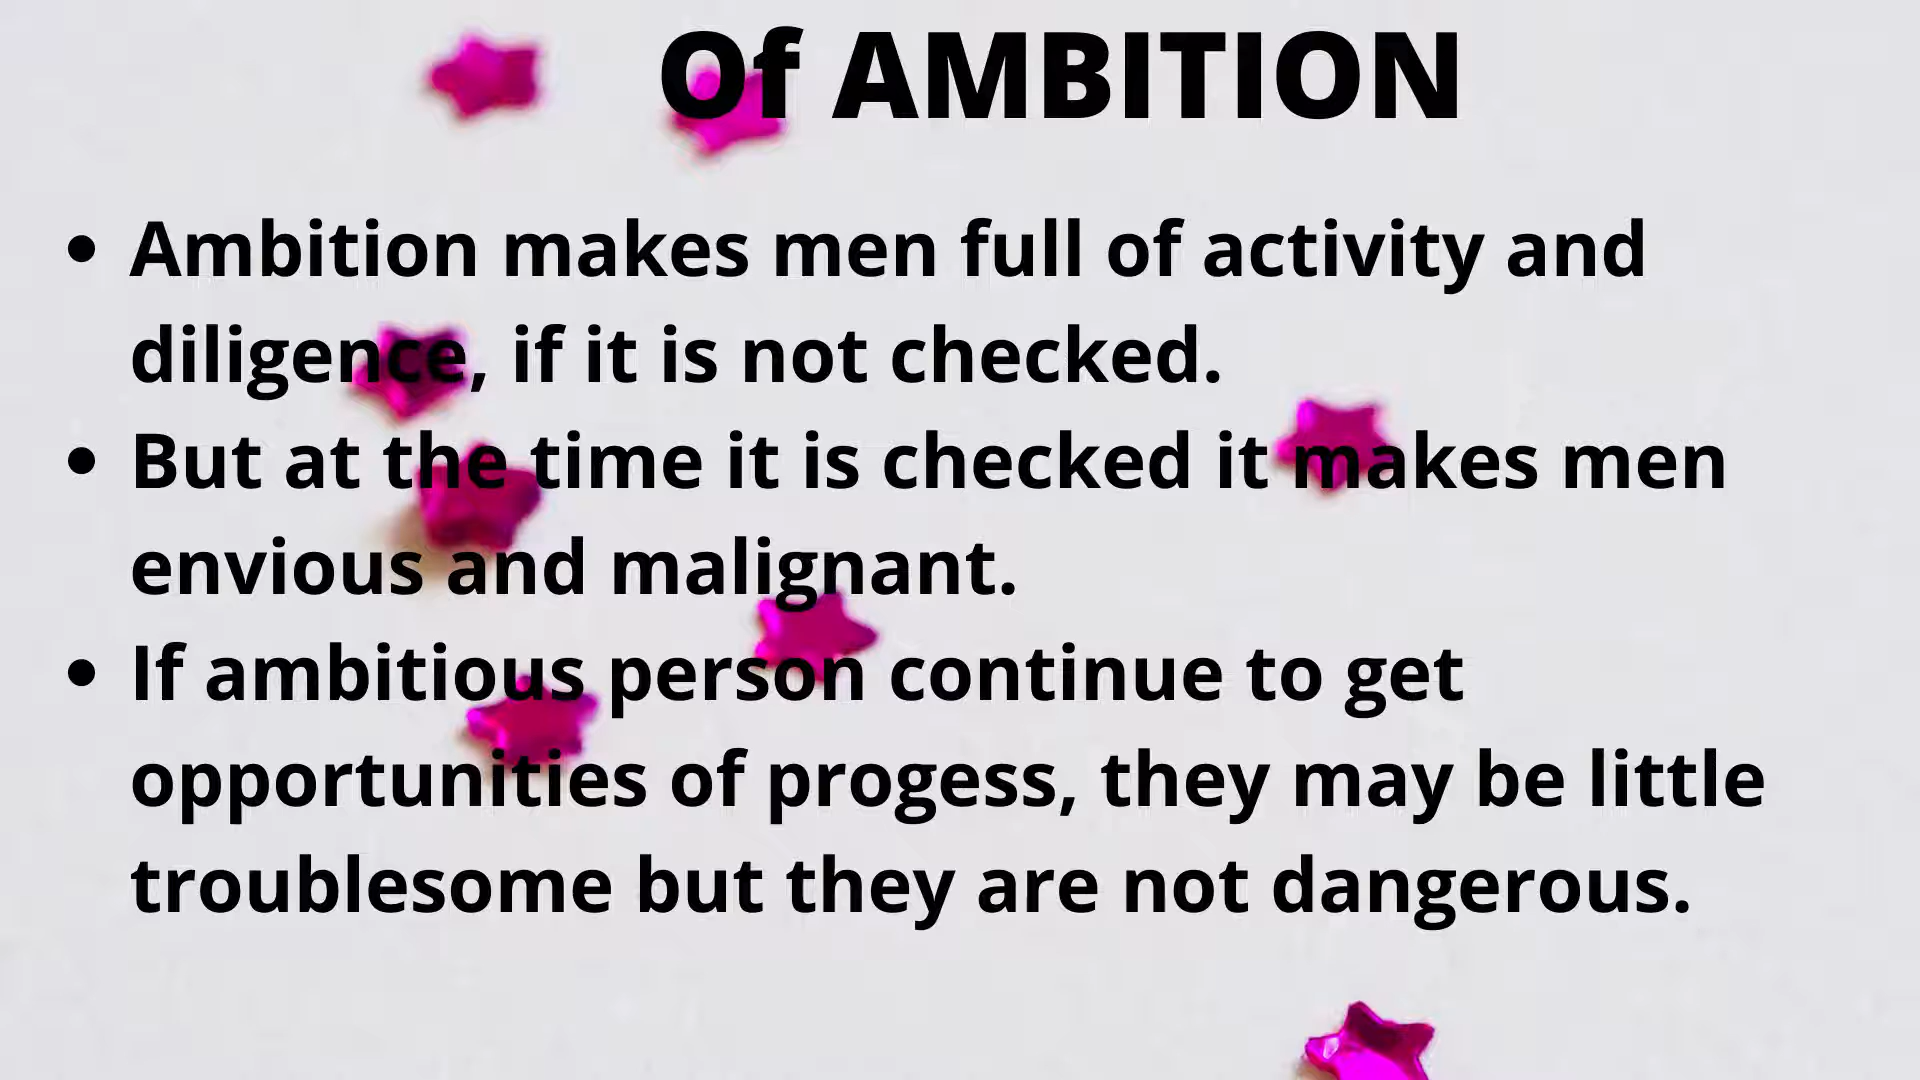 Of AMBITION
• Ambition makes men full of activity and
diligence, if it is not checked.
• But at the time it is checked it makes men
envious and malignant.
• If ambitious person continue to get
opportunities of progess, they may be little
troublesome but they are not dangerous.